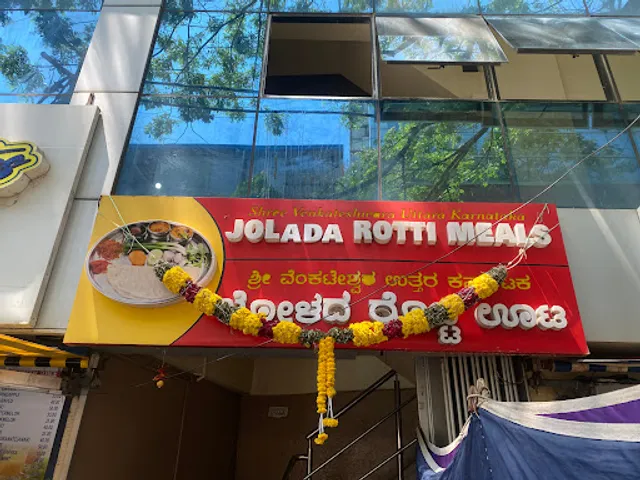 Shree Venkateshwara Uttara Karnataka
JOLADA ROTTI MEALS
ಶ್ರೀ ವೆಂಕಟೇಶ್ವರ ಉತ್ತರ ಕರ್ನಾಟಕ
ಜೋಳದ ರೊಟ್ಟಿ ಊಟ